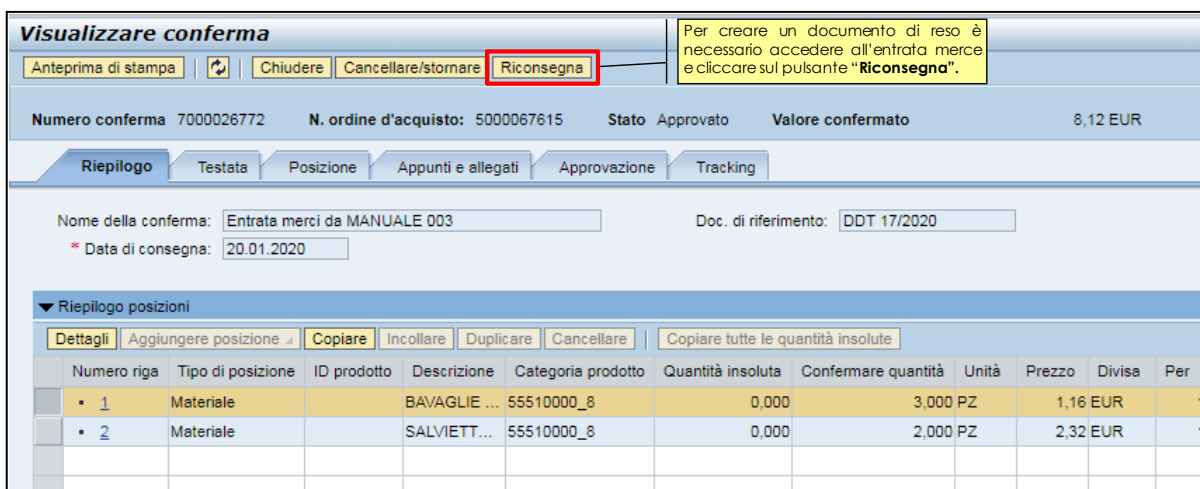 Visualizzare conferma
Per creare un documento di reso è
necessario accedere all'entrata merce
e cliccare sul pulsante "Riconsegna".
Anteprima di stampa Chiudere Cancellare/stornare Riconsegna
Numero conferma 7000026772 N. ordine d'acquisto: 5000067615 Stato Approvato Valore confermato 8,12 EUR
Riepilogo Testata Posizione Appunti e allegati Approvazione Tracking
Nome della conferma: Entrata merci da MANUALE 003 Doc. di riferimento: DDT 17/2020
* Data di consegna: 20.01.2020
Riepilogo posizioni
Dettagli Aggiungere posizione Copiare Incollare Duplicare Cancellare Copiare tutte le quantità insolute
Numero riga Tipo di posizione ID prodotto Descrizione Categoria prodotto Quantità insoluta Confermare quantità Unità Prezzo Divisa Per
1 Materiale BAVAGLIE ... 55510000_8 0,000 3,000 PZ 1,16 EUR
2 Materiale SALVIETT... 55510000_8 0,000 2,000 PZ 2,32 EUR